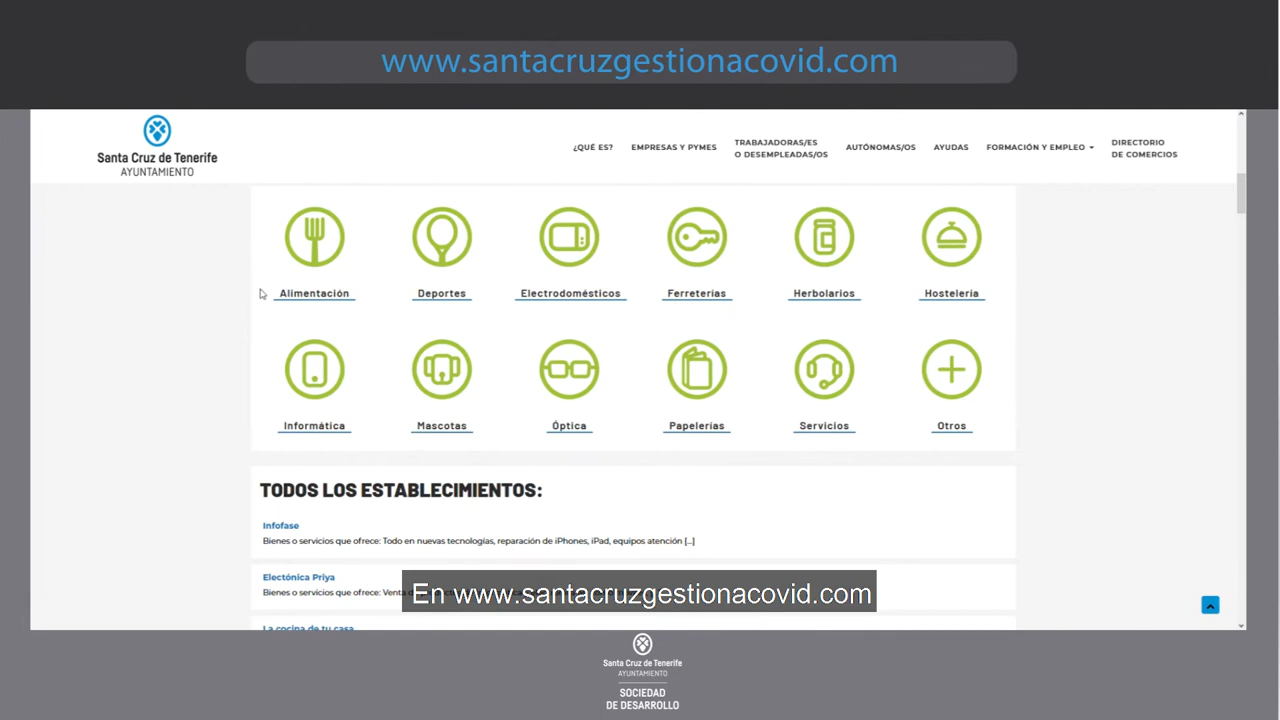 www.santacruzgestionacovid.com
Santa Cruz de Tenerife
AYUNTAMIENTO
¿QUÉ ES?
EMPRESAS Y PYMES
TRABAJADORAS/ES
O DESEMPLEADAS/OS
AUTÓNOMAS/OS
AYUDAS
FORMACIÓN Y EMPLEO
DIRECTORIO
DE COMERCIOS
Alimentación
Deportes
Electrodomésticos
Ferreterías
Herbolarios
Hostelería
Informática
Mascotas
Óptica
Papelerías
Servicios
Otros
TODOS LOS ESTABLECIMIENTOS:
Infofase
Bienes o servicios que ofrece: Todo en nuevas tecnologías, reparación de iPhones, iPad, equipos atención [...]
Electónica Priya
Bienes o servicios que ofrece: Venta
En www.santacruzgestionacovid.com
La cocina de tu casa
Santa Cruz de Tenerife
AYUNTAMIENTO
SOCIEDAD
DE DESARROLLO